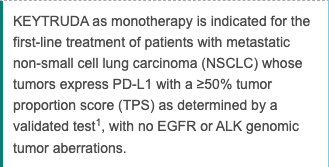 KEYTRUDA as monotherapy is indicated for the
first-line treatment of patients with metastatic
non-small cell lung carcinoma (NSCLC) whose
tumors express PD-L1 with a ≥50% tumor
proportion score (TPS) as determined by a
validated test¹, with no EGFR or ALK genomic
tumor aberrations.